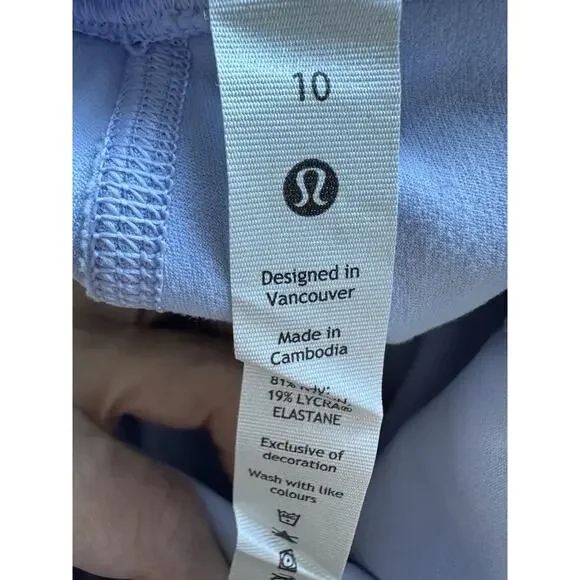 10
Designed in
Vancouver
Made in
Cambodia
81%
19% LYCRA®
ELASTANE
Exclusive of
decoration
Wash with like
colours